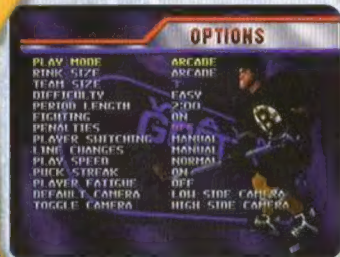 OPTIONS
PLAY MODE ARCADE
RINK SIZE ARCADE
TEAM SIZE
DIFFICULTY EASY
PERIOD LENGTH 2:00
FIGHTING ON
PENALTIES
PLAYER SWITCHING MANUAL
LINE CHANGES MANUAL
PLAY SPEED NORMAL
PUCK STREAK ON
PLAYER FATIGUE OFF
DEFAULT CAMERA LOW SIDE CAMERA
TOGGLE CAMERA HIGH SIDE CAMERA